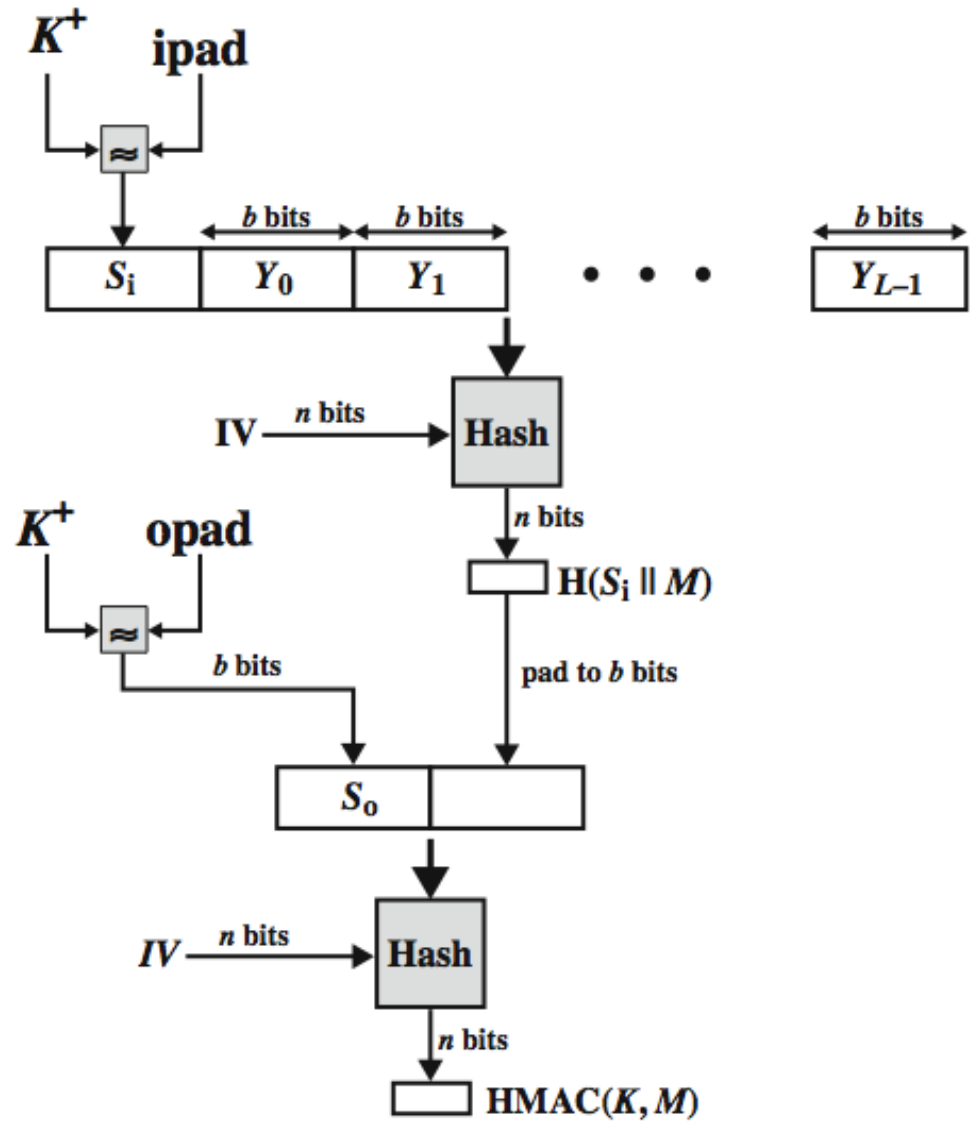 K⁺ ipad
≈
b bits b bits b bits
Sᵢ Y₀ Y₁ • • • Y_{L–1}
n bits
IV Hash
n bits
K⁺ opad
H(Sᵢ || M)
≈
b bits pad to b bits
Sₒ
n bits
IV Hash
n bits
HMAC(K, M)